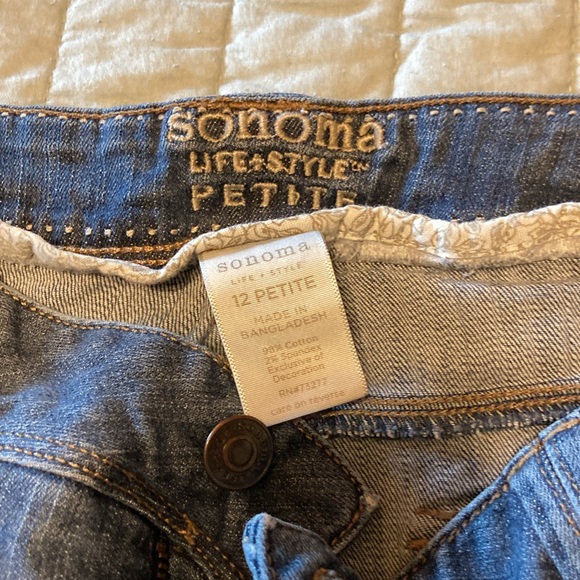 sonoma
LIFE+STYLE™
PETITE
sonoma
LIFE + STYLE
12 PETITE
MADE IN
BANGLADESH
98% Cotton
2% Spandex
Exclusive of
Decoration
RN#73277
care on reverse